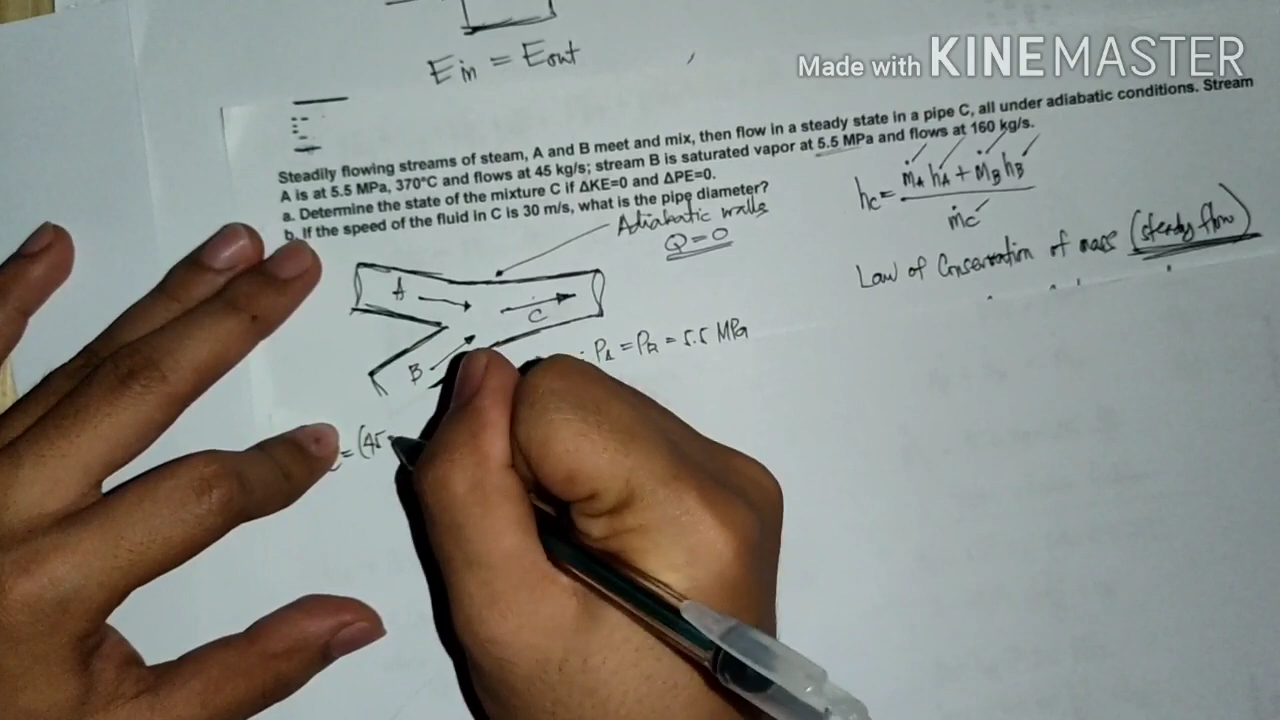 Ein = Eout
Made with KINEMASTER
Steadily flowing streams of steam, A and B meet and mix, then flow in a steady state in a pipe C, all under adiabatic conditions. Stream
A is at 5.5 MPa, 370°C and flows at 45 kg/s; stream B is saturated vapor at 5.5 MPa and flows at 160 kg/s.
a. Determine the state of the mixture C if ΔKE=0 and ΔPE=0.
b. If the speed of the fluid in C is 30 m/s, what is the pipe diameter?
Adiabatic walls
Q=0
hc = ṁA hA + ṁB hB
ṁc
Law of Conservation of mass (steady flow)
A
C
B
P1 = P2 = 5.5 MPa
= (45